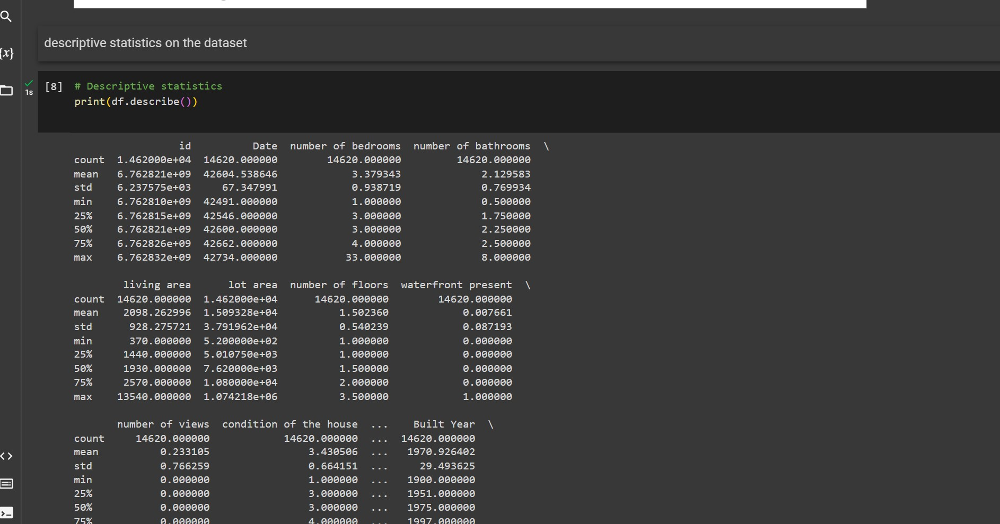 descriptive statistics on the dataset
{x}
1s
[8] # Descriptive statistics
print(df.describe())
id Date number of bedrooms number of bathrooms \
count 1.462000e+04 14620.000000 14620.000000 14620.000000
mean 6.762821e+09 42604.538646 3.379343 2.129583
std 6.237575e+03 67.347991 0.938719 0.769934
min 6.762810e+09 42491.000000 1.000000 0.500000
25% 6.762815e+09 42546.000000 3.000000 1.750000
50% 6.762821e+09 42600.000000 3.000000 2.250000
75% 6.762826e+09 42662.000000 4.000000 2.500000
max 6.762832e+09 42734.000000 33.000000 8.000000
living area lot area number of floors waterfront present \
count 14620.000000 1.462000e+04 14620.000000 14620.000000
mean 2098.262996 1.509328e+04 1.502360 0.007661
std 928.275721 3.791962e+04 0.540239 0.087193
min 370.000000 5.200000e+02 1.000000 0.000000
25% 1440.000000 5.010750e+03 1.000000 0.000000
50% 1930.000000 7.620000e+03 1.500000 0.000000
75% 2570.000000 1.080000e+04 2.000000 0.000000
max 13540.000000 1.074218e+06 3.500000 1.000000
number of views condition of the house ... Built Year \
count 14620.000000 14620.000000 ... 14620.000000
mean 0.233105 3.430506 ... 1970.926402
std 0.766259 0.664151 ... 29.493625
min 0.000000 1.000000 ... 1900.000000
25% 0.000000 3.000000 ... 1951.000000
50% 0.000000 3.000000 ... 1975.000000
75% 0.000000 4.000000 ... 1997.000000